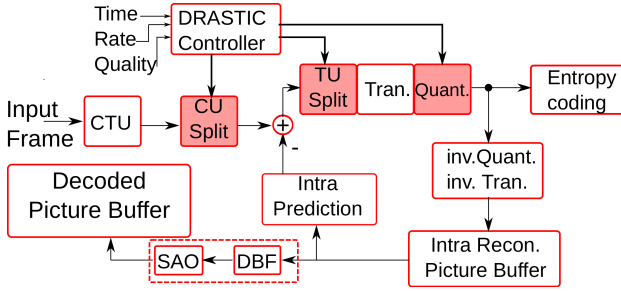 Time
Rate
Quality
DRASTIC
Controller
Input
Frame
CTU
CU
Split
+
-
TU
Split
Tran.
Quant.
Entropy
coding
inv.Quant.
inv. Tran.
Intra
Prediction
Decoded
Picture Buffer
SAO
DBF
Intra Recon.
Picture Buffer